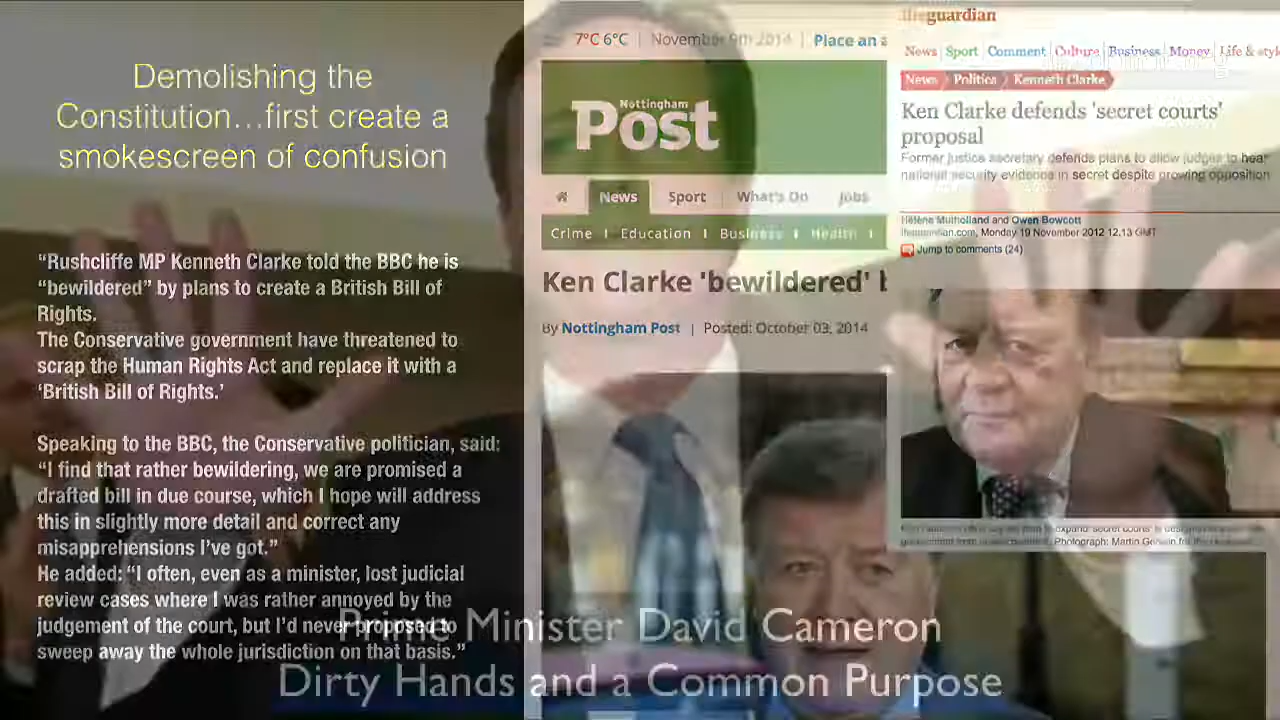 Demolishing the
Constitution...first create a
smokescreen of confusion
“Rushcliffe MP Kenneth Clarke told the BBC he is
“bewildered” by plans to create a British Bill of
Rights.
The Conservative government have threatened to
scrap the Human Rights Act and replace it with a
‘British Bill of Rights.’
Speaking to the BBC, the Conservative politician, said:
“I find that rather bewildering, we are promised a
drafted bill in due course, which I hope will address
this in slightly more detail and correct any
misapprehensions I’ve got.”
He added: “I often, even as a minister, lost judicial
review cases where I was rather annoyed by the
judgement of the court, but I’d never proposed to
sweep away the whole jurisdiction on that basis.”
7°C 6°C | November 9th 2014 | Place an a
Nottingham
Post
News Sport What's On Jobs
Crime | Education | Business | Health |
Ken Clarke 'bewildered' b
By Nottingham Post | Posted: October 03, 2014
theguardian
News Sport Comment Culture Business Money Life & style
News Politics Kenneth Clarke
Ken Clarke defends 'secret courts'
proposal
Former justice secretary defends plans to allow judges to hear
national security evidence in secret despite growing opposition
Hélène Mulholland and Owen Bowcott
theguardian.com, Monday 19 November 2012 12.13 GMT
Jump to comments (24)
Photograph: Martin
Prime Minister David Cameron
Dirty Hands and a Common Purpose